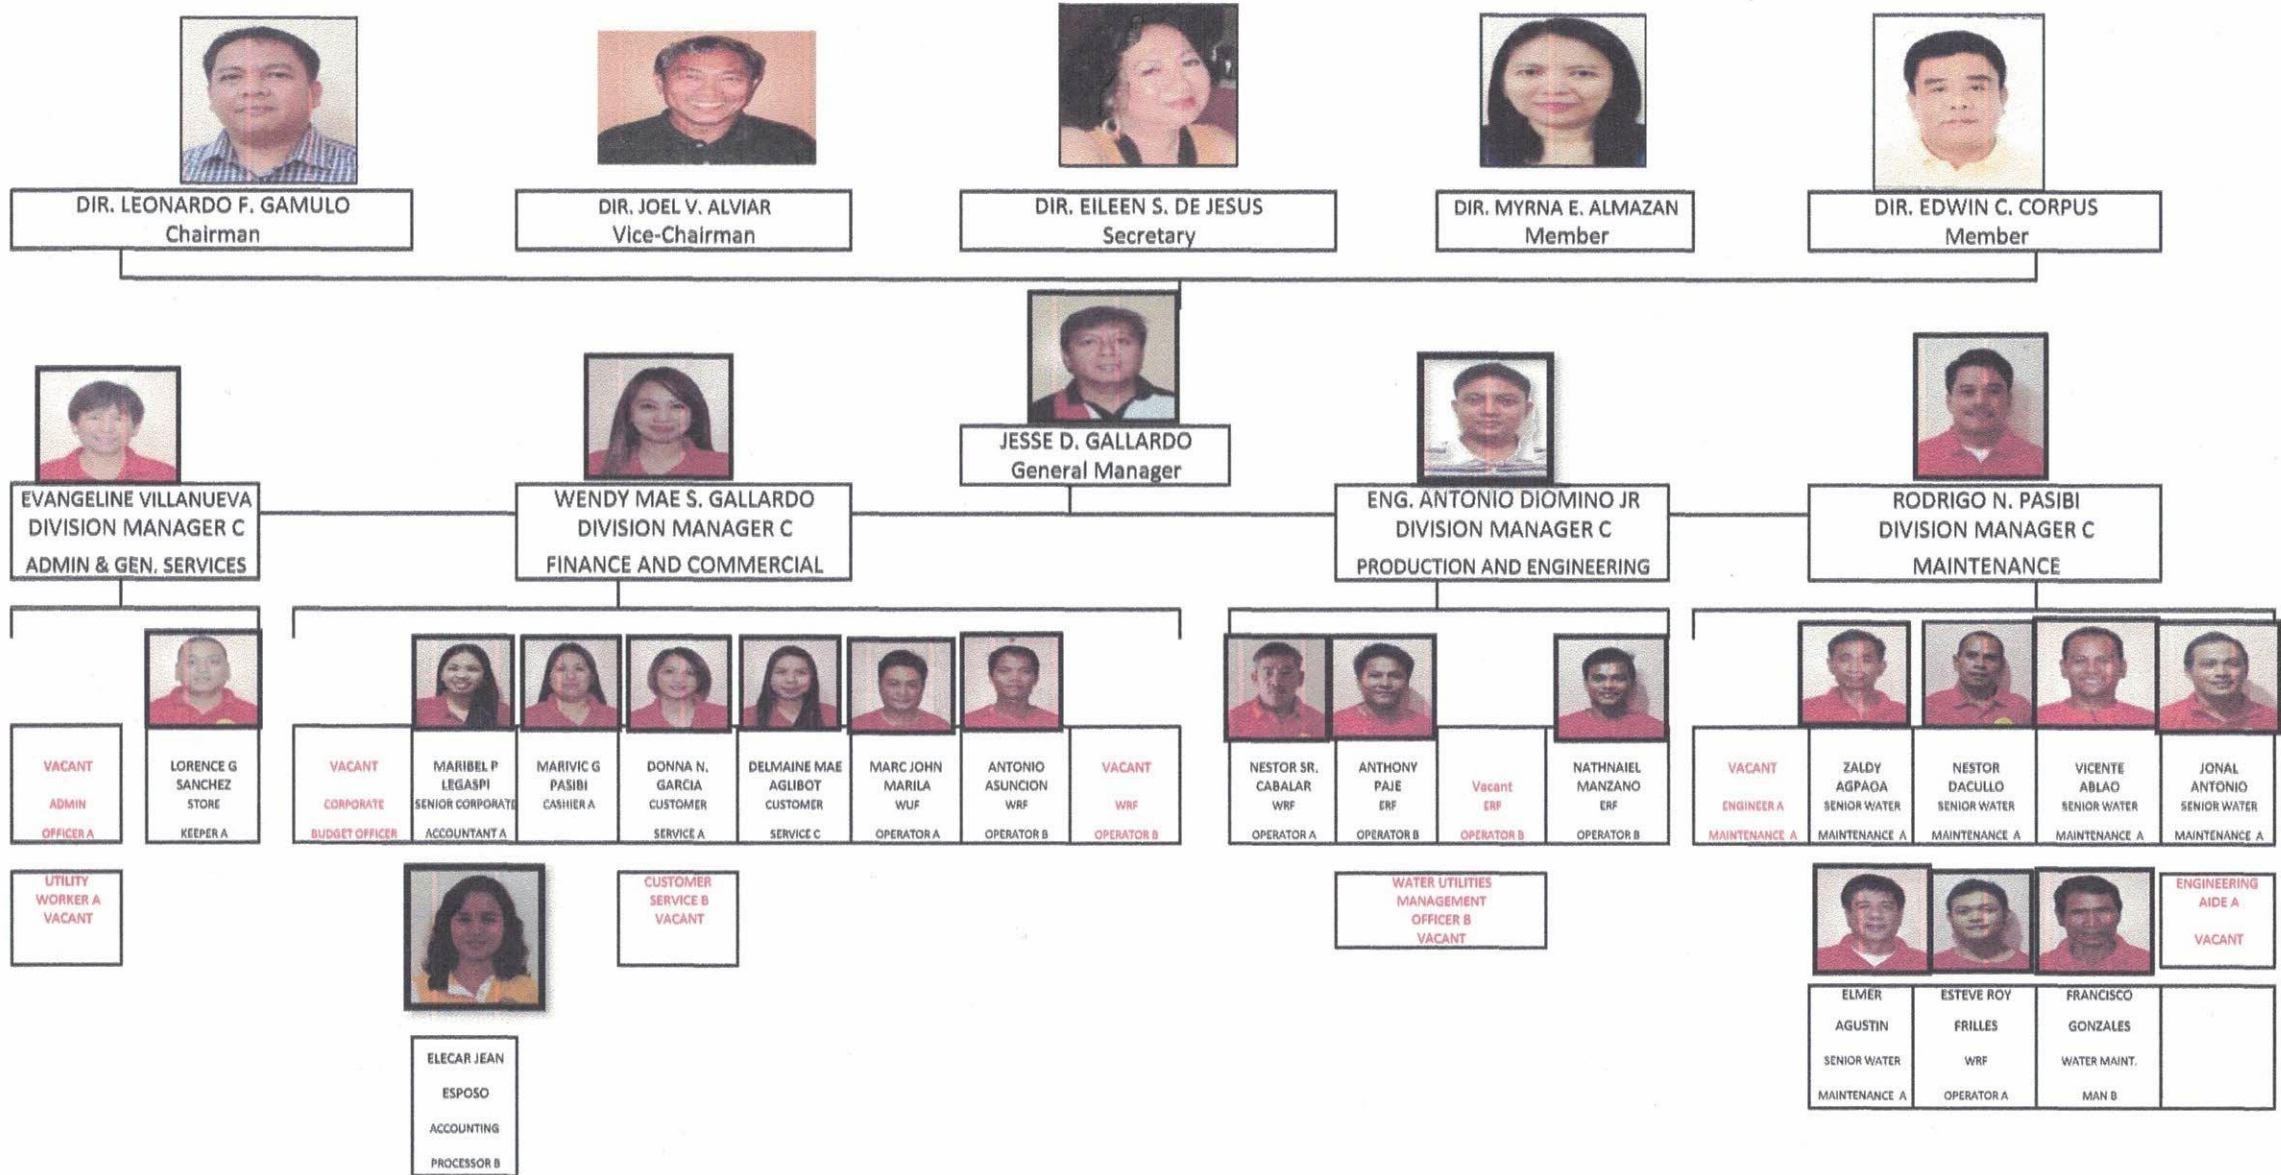 DIR. LEONARDO F. GAMULO
Chairman
DIR. JOEL V. ALVIAR
Vice-Chairman
DIR. EILEEN S. DE JESUS
Secretary
DIR. MYRNA E. ALMAZAN
Member
DIR. EDWIN C. CORPUS
Member
JESSE D. GALLARDO
General Manager
EVANGELINE VILLANUEVA
DIVISION MANAGER C
ADMIN & GEN. SERVICES
WENDY MAE S. GALLARDO
DIVISION MANAGER C
FINANCE AND COMMERCIAL
ENG. ANTONIO DIOMINO JR
DIVISION MANAGER C
PRODUCTION AND ENGINEERING
RODRIGO N. PASIBI
DIVISION MANAGER C
MAINTENANCE
VACANT
ADMIN
OFFICER A
LORENCE G
SANCHEZ
STORE
KEEPER A
VACANT
CORPORATE
BUDGET OFFICER
MARIBEL P
LEGASPI
SENIOR CORPORATE
ACCOUNTANT A
MARIVIC G
PASIBI
CASHIER A
DONNA N.
GARCIA
CUSTOMER
SERVICE A
DELMAINE MAE
AGLIBOT
CUSTOMER
SERVICE C
MARC JOHN
MARILA
WUF
OPERATOR A
ANTONIO
ASUNCION
WRF
OPERATOR B
VACANT
WRF
OPERATOR B
NESTOR SR.
CABALAR
WRF
OPERATOR A
ANTHONY
PAJE
ERF
OPERATOR B
Vacant
ERF
OPERATOR B
NATHNAIEL
MANZANO
ERF
OPERATOR B
VACANT
ENGINEER A
MAINTENANCE A
ZALDY
AGPAOA
SENIOR WATER
MAINTENANCE A
NESTOR
DACULLO
SENIOR WATER
MAINTENANCE A
VICENTE
ABLAO
SENIOR WATER
MAINTENANCE A
JONAL
ANTONIO
SENIOR WATER
MAINTENANCE A
UTILITY
WORKER A
VACANT
CUSTOMER
SERVICE B
VACANT
WATER UTILITIES
MANAGEMENT
OFFICER B
VACANT
ENGINEERING
AIDE A
VACANT
ELMER
AGUSTIN
SENIOR WATER
MAINTENANCE A
ESTEVE ROY
FRILLES
WRF
OPERATOR A
FRANCISCO
GONZALES
WATER MAINT.
MAN B
ELECAR JEAN
ESPOSO
ACCOUNTING
PROCESSOR B